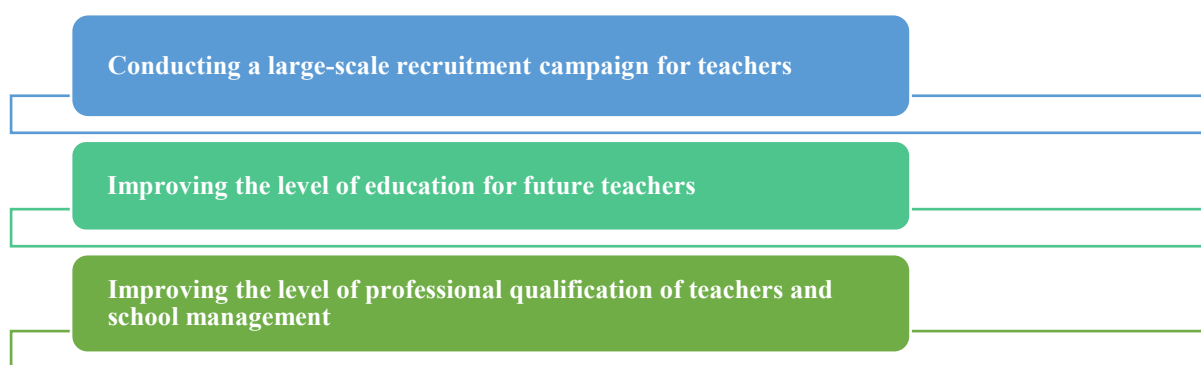 Conducting a large-scale recruitment campaign for teachers
Improving the level of education for future teachers
Improving the level of professional qualification of teachers and
school management